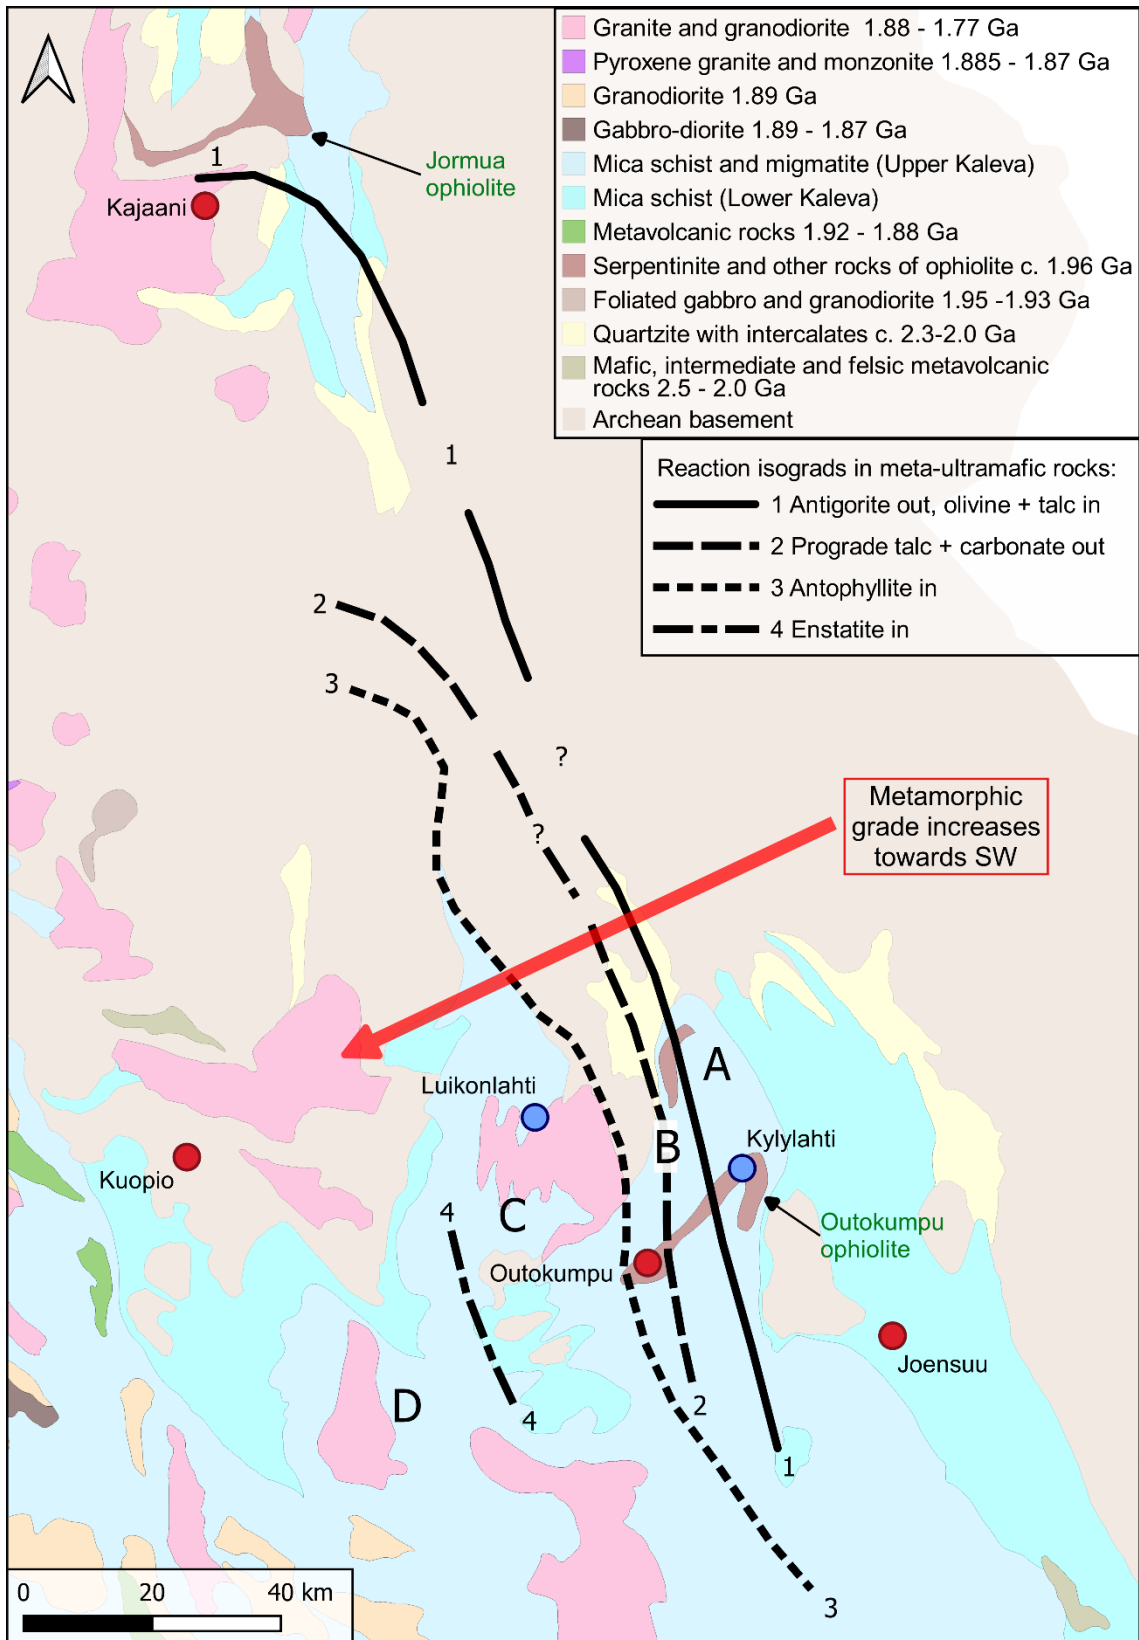 Granite and granodiorite 1.88 - 1.77 Ga
Pyroxene granite and monzonite 1.885 - 1.87 Ga
Granodiorite 1.89 Ga
Gabbro-diorite 1.89 - 1.87 Ga
Mica schist and migmatite (Upper Kaleva)
Mica schist (Lower Kaleva)
Metavolcanic rocks 1.92 - 1.88 Ga
Serpentinite and other rocks of ophiolite c. 1.96 Ga
Foliated gabbro and granodiorite 1.95 -1.93 Ga
Quartzite with intercalates c. 2.3-2.0 Ga
Mafic, intermediate and felsic metavolcanic
rocks 2.5 - 2.0 Ga
Archean basement
Reaction isograds in meta-ultramafic rocks:
1 Antigorite out, olivine + talc in
2 Prograde talc + carbonate out
3 Antophyllite in
4 Enstatite in
1
Jormua
ophiolite
Kajaani
1
2
3
?
?
Metamorphic
grade increases
towards SW
A
Luikonlahti
B
Kylylahti
Kuopio
C
4
Outokumpu
ophiolite
Outokumpu
Joensuu
D
2
4
1
3
0 20 40 km